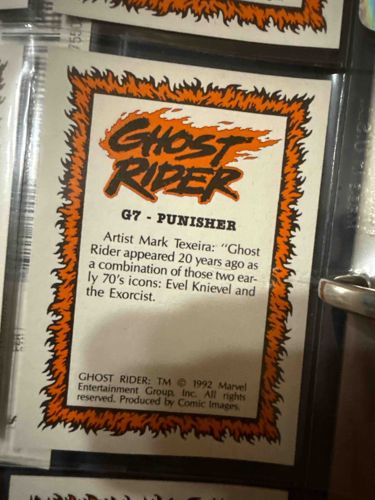 GHOST
RIDER
G7 - PUNISHER
Artist Mark Texeira: "Ghost
Rider appeared 20 years ago as
a combination of those two ear-
ly 70's icons: Evel Knievel and
the Exorcist.
GHOST RIDER: TM © 1992 Marvel
Entertainment Group, Inc. All rights
reserved. Produced by Comic Images.